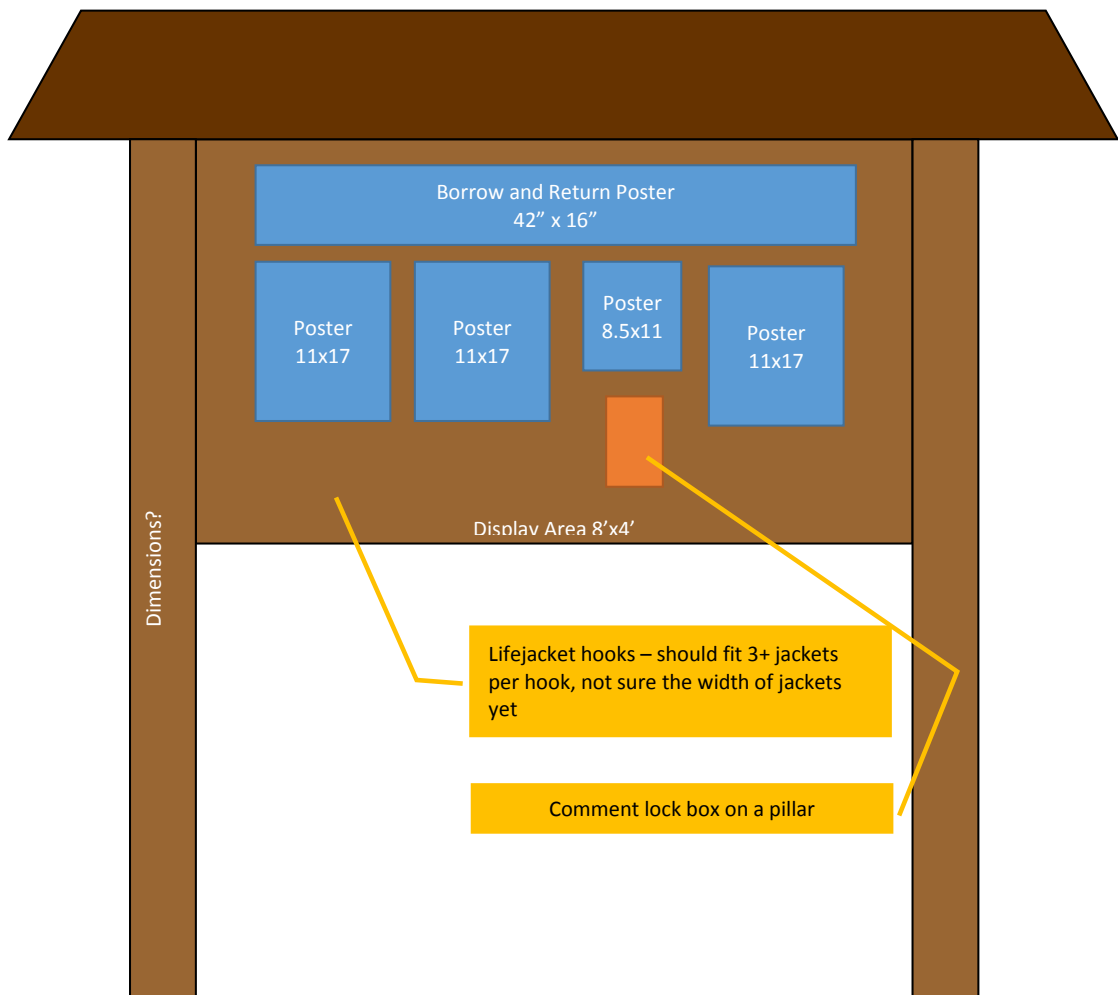 Borrow and Return Poster
42” x 16”
Poster
11x17
Poster
11x17
Poster
8.5x11
Poster
11x17
Display Area 8’x4’
Dimensions?
Lifejacket hooks – should fit 3+ jackets
per hook, not sure the width of jackets
yet
Comment lock box on a pillar